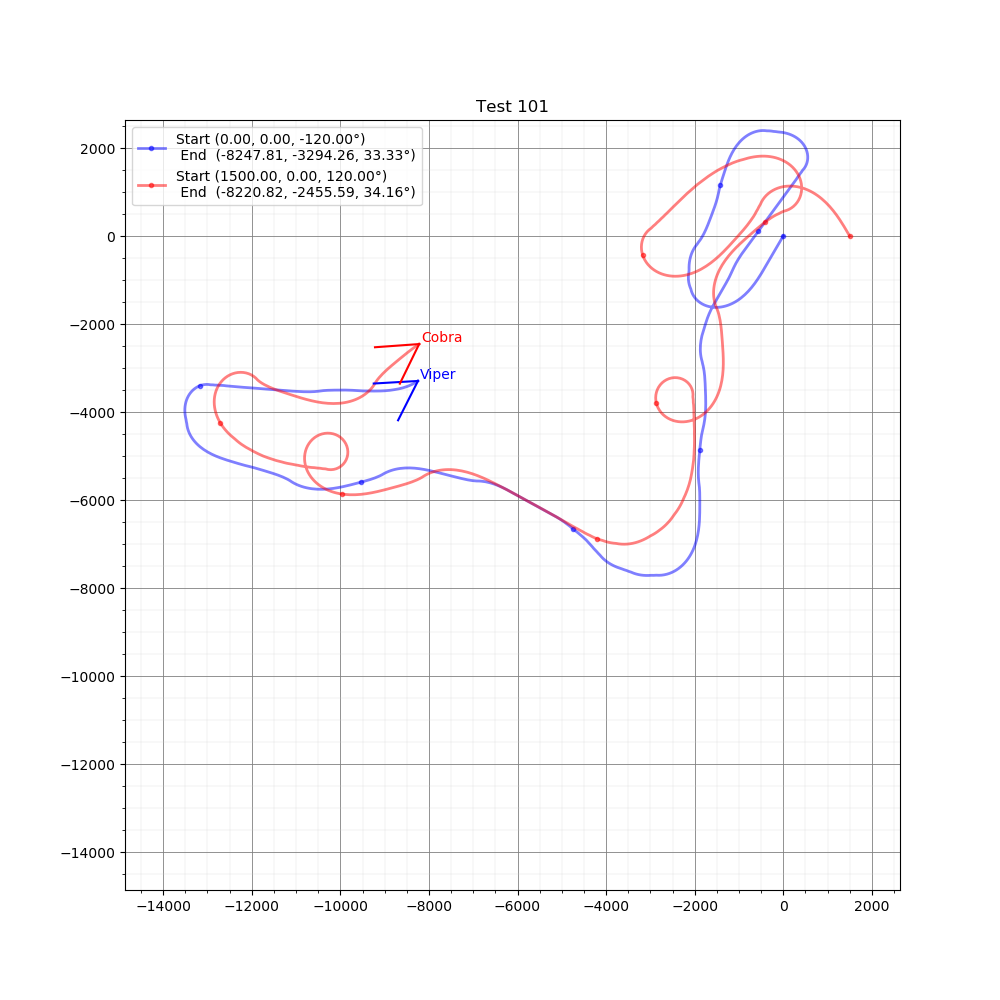 Test 101
Start (0.00, 0.00, -120.00°)
End (-8247.81, -3294.26, 33.33°)
Start (1500.00, 0.00, 120.00°)
End (-8220.82, -2455.59, 34.16°)
2000
0
−2000
Cobra
Viper
−4000
−6000
−8000
−10000
−12000
−14000
−14000 −12000 −10000 −8000 −6000 −4000 −2000 0 2000